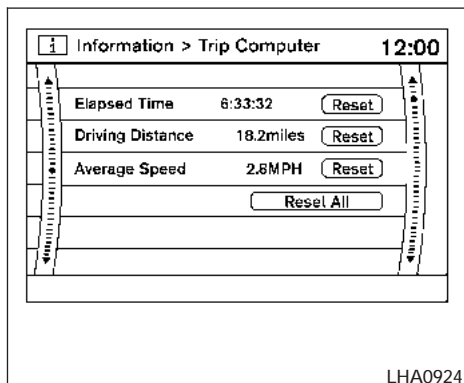 i Information > Trip Computer 12:00
Elapsed Time 6:33:32 Reset
Driving Distance 18.2miles Reset
Average Speed 2.8MPH Reset
Reset All
LHA0924